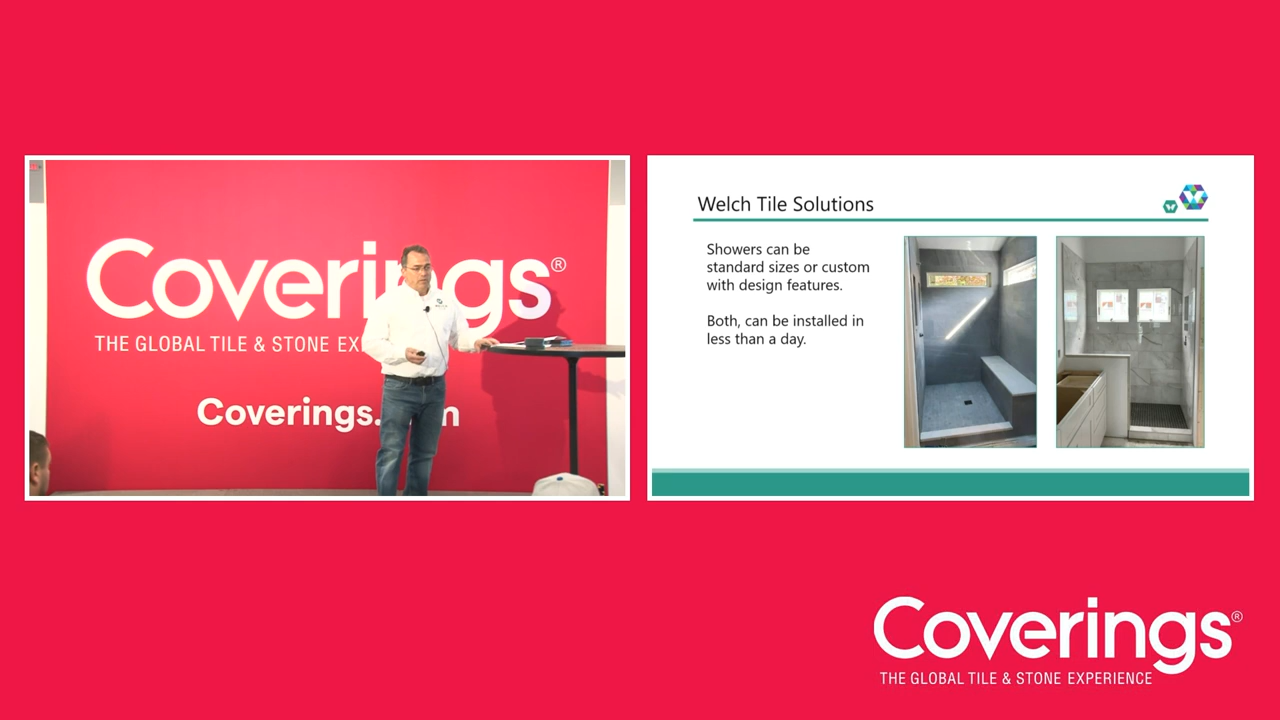 Coverings®
THE GLOBAL TILE & STONE EX
Coverings. m
Welch Tile Solutions
Showers can be
standard sizes or custom
with design features.
Both, can be installed in
less than a day.
Coverings®
THE GLOBAL TILE & STONE EXPERIENCE